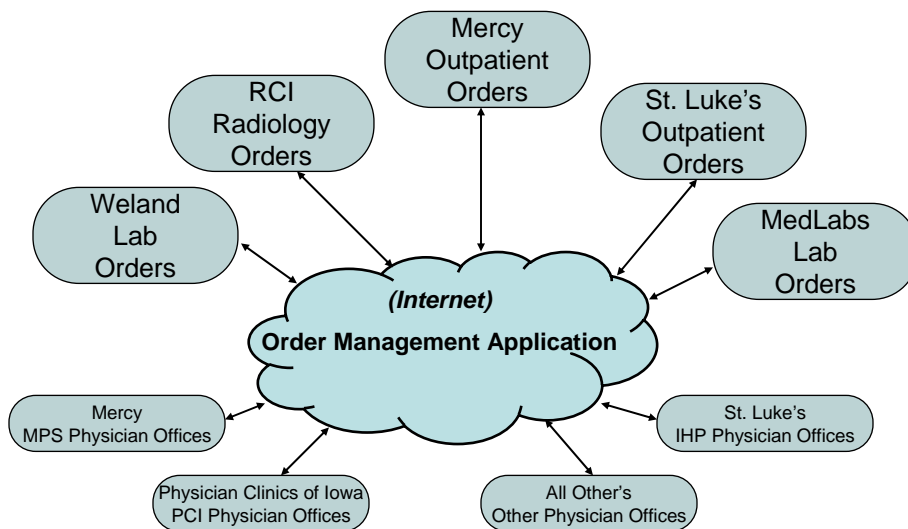 Mercy
Outpatient
Orders
RCI
Radiology
Orders
St. Luke's
Outpatient
Orders
Weland
Lab
Orders
MedLabs
Lab
Orders
(Internet)
Order Management Application
Mercy
MPS Physician Offices
St. Luke's
IHP Physician Offices
Physician Clinics of Iowa
PCI Physician Offices
All Other's
Other Physician Offices